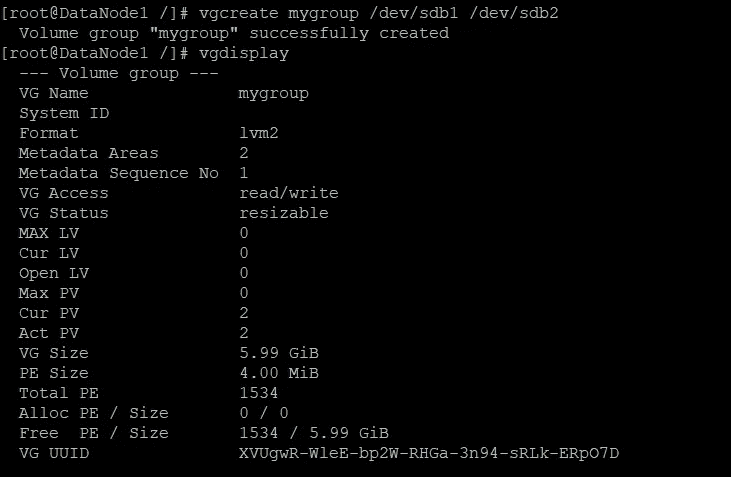 [root@DataNode1 /]# vgcreate mygroup /dev/sdb1 /dev/sdb2
  Volume group "mygroup" successfully created
[root@DataNode1 /]# vgdisplay
  --- Volume group ---
  VG Name               mygroup
  System ID
  Format                lvm2
  Metadata Areas        2
  Metadata Sequence No  1
  VG Access             read/write
  VG Status             resizable
  MAX LV                0
  Cur LV                0
  Open LV               0
  Max PV                0
  Cur PV                2
  Act PV                2
  VG Size               5.99 GiB
  PE Size               4.00 MiB
  Total PE              1534
  Alloc PE / Size       0 / 0
  Free  PE / Size       1534 / 5.99 GiB
  VG UUID               XVUgwR-WleE-bp2W-RHGa-3n94-sRLk-ERpO7D